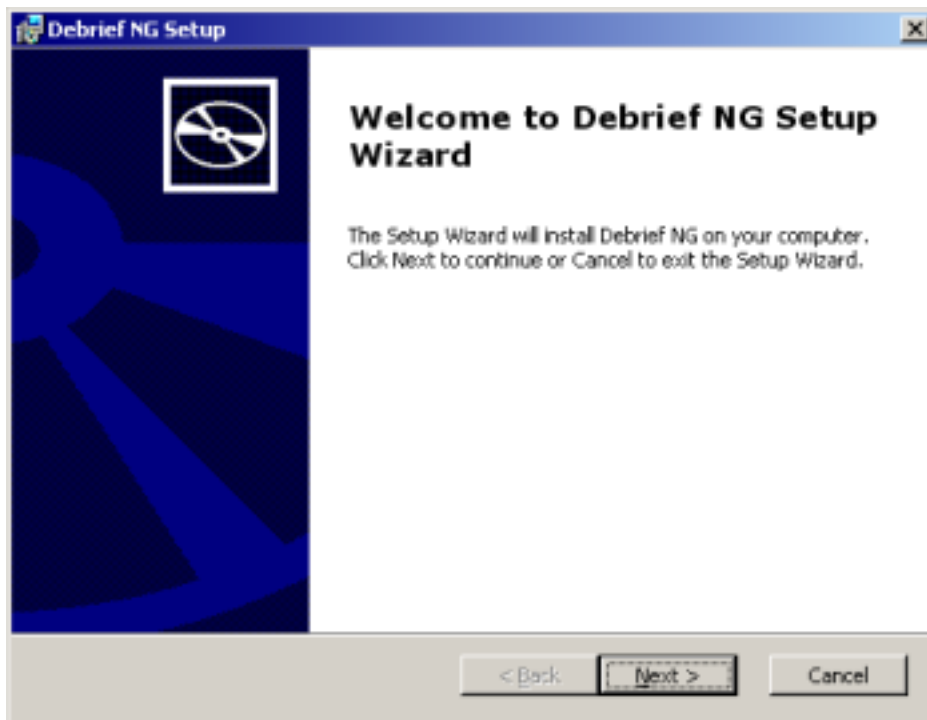 Debrief NG Setup
Welcome to Debrief NG Setup
Wizard
The Setup Wizard will install Debrief NG on your computer.
Click Next to continue or Cancel to exit the Setup Wizard.
< Back
Next >
Cancel